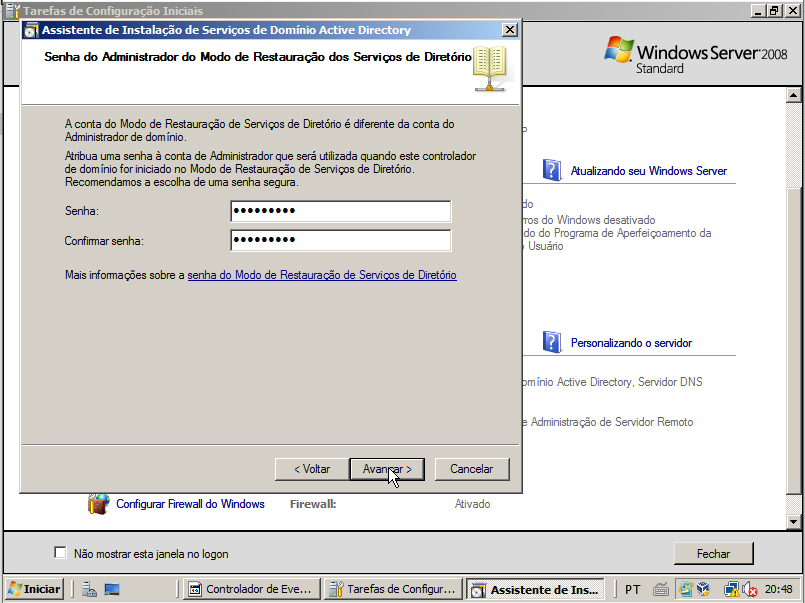 Tarefas de Configuração Iniciais
Assistente de Instalação de Serviços de Domínio Active Directory
Senha do Administrador do Modo de Restauração dos Serviços de Diretório
Windows Server 2008
Standard
A conta do Modo de Restauração de Serviços de Diretório é diferente da conta do
Administrador de domínio.
Atribua uma senha à conta de Administrador que será utilizada quando este controlador
de domínio for iniciado no Modo de Restauração de Serviços de Diretório.
Recomendamos a escolha de uma senha segura.
Senha:
Confirmar senha:
Mais informações sobre a senha do Modo de Restauração de Serviços de Diretório
< Voltar
Avançar >
Cancelar
Atualizando seu Windows Server
do
ros do Windows desativado
do do Programa de Aperfeiçoamento da
Usuário
Personalizando o servidor
omínio Active Directory, Servidor DNS
e Administração de Servidor Remoto
Configurar Firewall do Windows
Firewall:
Ativado
Não mostrar esta janela no logon
Fechar
Iniciar
Controlador de Eve...
Tarefas de Configur...
Assistente de Ins...
PT
20:48